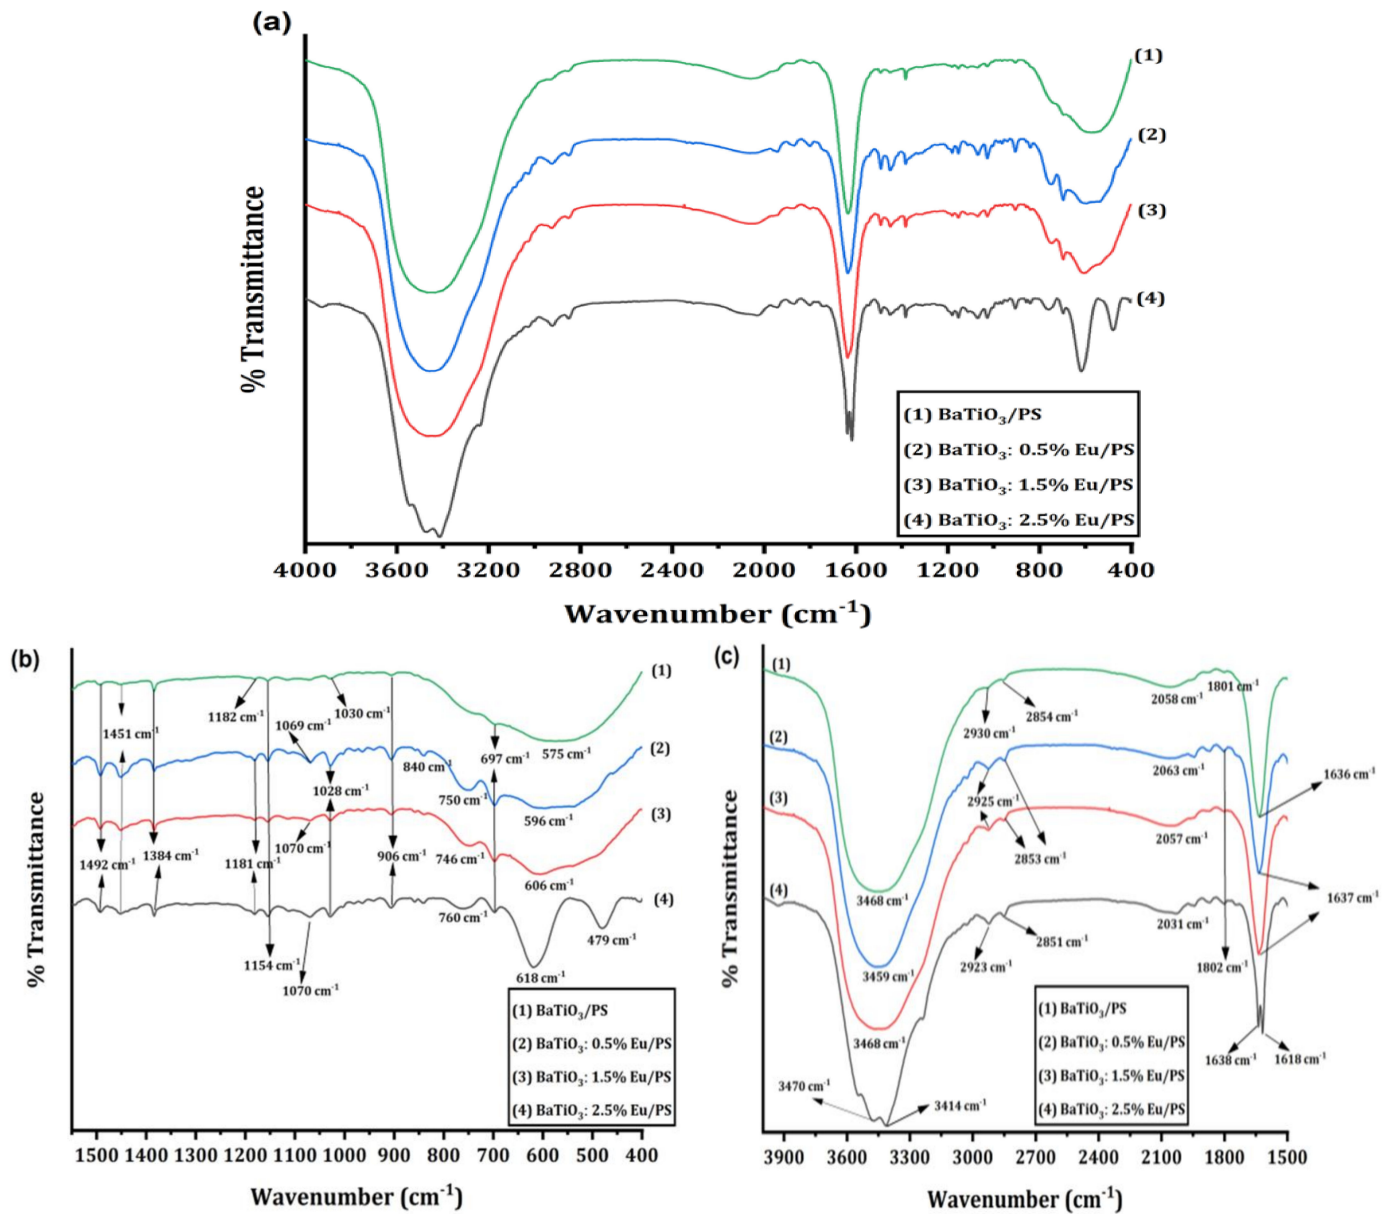 (a)
(1)
(2)
(3)
(4)
% Transmittance
(1) BaTiO₃/PS
(2) BaTiO₃: 0.5% Eu/PS
(3) BaTiO₃: 1.5% Eu/PS
(4) BaTiO₃: 2.5% Eu/PS
4000 3600 3200 2800 2400 2000 1600 1200 800 400
Wavenumber (cm⁻¹)
(b)
(1)
1182 cm⁻¹
1030 cm⁻¹
1451 cm⁻¹
1069 cm⁻¹
697 cm⁻¹
575 cm⁻¹
(2)
840 cm⁻¹
1028 cm⁻¹
750 cm⁻¹
596 cm⁻¹
(3)
1492 cm⁻¹
1384 cm⁻¹
1181 cm⁻¹
1070 cm⁻¹
906 cm⁻¹
746 cm⁻¹
606 cm⁻¹
(4)
760 cm⁻¹
479 cm⁻¹
1154 cm⁻¹
1070 cm⁻¹
618 cm⁻¹
% Transmittance
(1) BaTiO₃/PS
(2) BaTiO₃: 0.5% Eu/PS
(3) BaTiO₃: 1.5% Eu/PS
(4) BaTiO₃: 2.5% Eu/PS
1500 1400 1300 1200 1100 1000 900 800 700 600 500 400
Wavenumber (cm⁻¹)
(c)
(1)
2930 cm⁻¹
2854 cm⁻¹
2058 cm⁻¹
1801 cm⁻¹
(2)
2925 cm⁻¹
2063 cm⁻¹
1636 cm⁻¹
(3)
2853 cm⁻¹
2057 cm⁻¹
(4)
3468 cm⁻¹
1637 cm⁻¹
2851 cm⁻¹
2031 cm⁻¹
3459 cm⁻¹
2923 cm⁻¹
1802 cm⁻¹
3468 cm⁻¹
1638 cm⁻¹
1618 cm⁻¹
3470 cm⁻¹
3414 cm⁻¹
% Transmittance
(1) BaTiO₃/PS
(2) BaTiO₃: 0.5% Eu/PS
(3) BaTiO₃: 1.5% Eu/PS
(4) BaTiO₃: 2.5% Eu/PS
3900 3600 3300 3000 2700 2400 2100 1800 1500
Wavenumber (cm⁻¹)